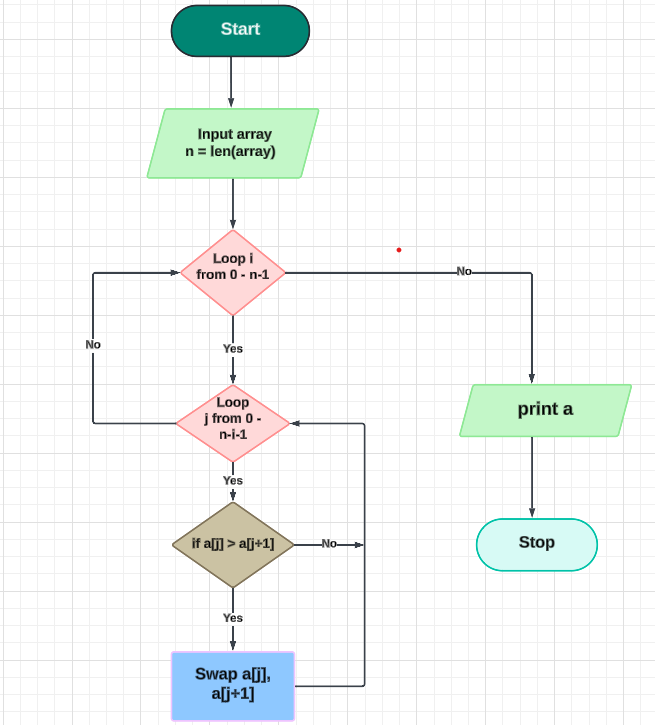 Start
Input array
n = len(array)
Loop i
from 0 - n-1
No
No
Yes
Loop
j from 0 -
n-i-1
print a
Yes
if a[j] > a[j+1]
No
Stop
Yes
Swap a[j],
a[j+1]